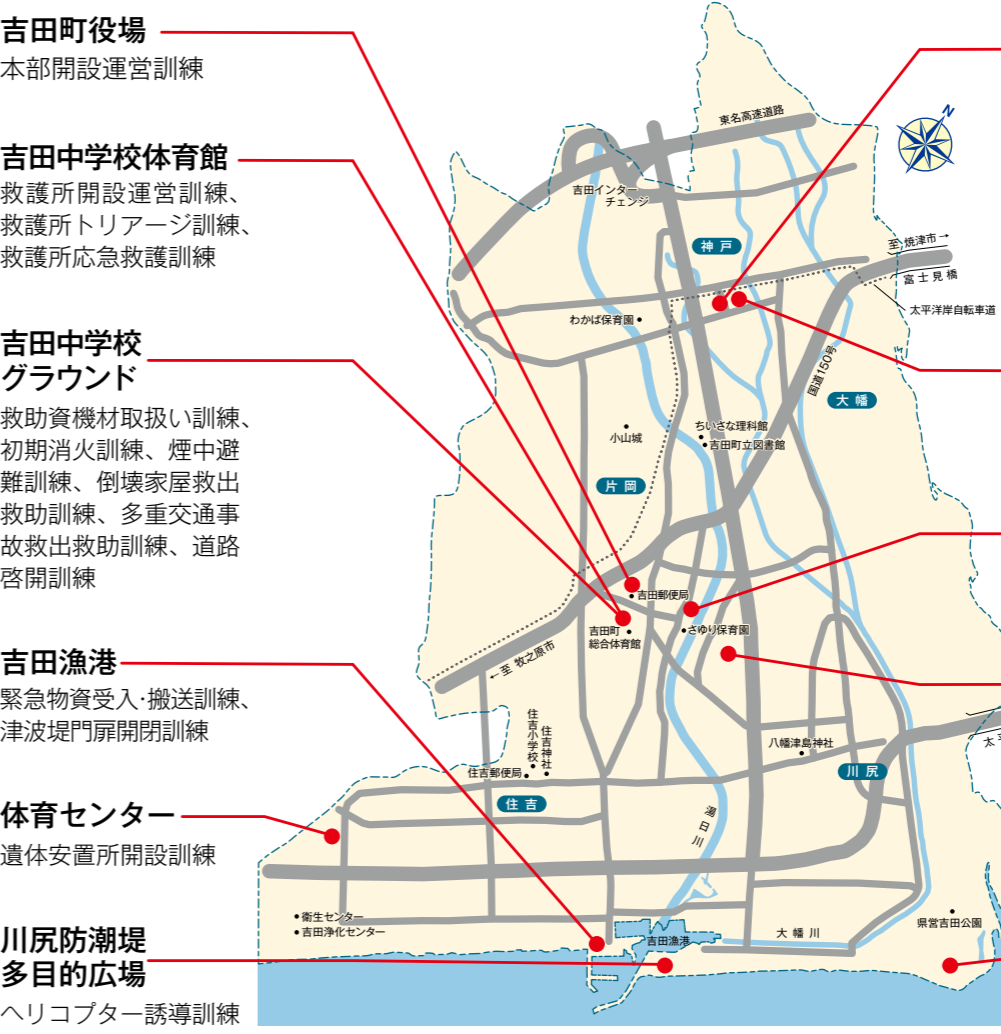 吉田町役場
本部開設運営訓練
吉田中学校体育館
救護所開設運営訓練、
救護所トリアージ訓練、
救護所応急救護訓練
吉田中学校
グラウンド
救助資機材取扱い訓練、
初期消火訓練、煙中避
難訓練、倒壊家屋救出
救助訓練、多重交通事
故救出救助訓練、道路
啓開訓練
吉田漁港
緊急物資受入・搬送訓練、
津波堤門扉開閉訓練
体育センター
遺体安置所開設訓練
川尻防潮堤
多目的広場
ヘリコプター誘導訓練
N
東名高速道路
吉田インター
チェンジ
神戸
至 焼津市→
富士見橋
太平洋岸自転車道
わかば保育園
国道150号
大幡
小山城
ちいさな理科館
吉田町立図書館
片岡
吉田郵便局
吉田町
総合体育館
さゆり保育園
←至 牧之原市
住吉小学校
住吉神社
住吉郵便局
八幡津島神社
太平
川尻
住吉
湯日川
衛生センター
吉田浄化センター
吉田漁港
大幡川
県営吉田公園